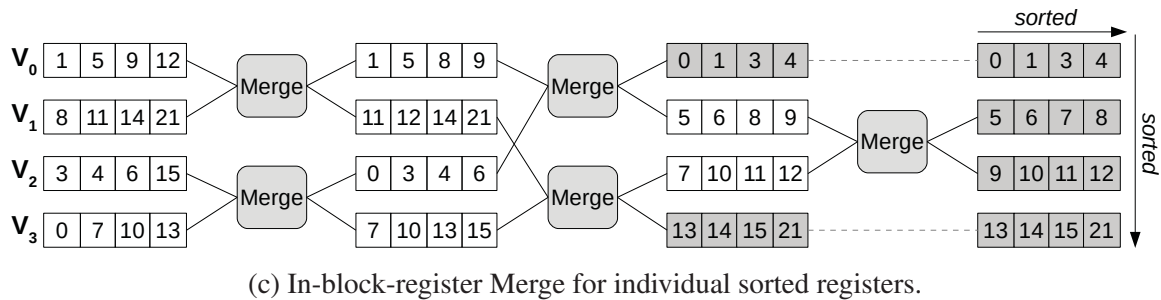 sorted
V0 1 5 9 12 1 5 8 9 0 1 3 4 0 1 3 4
Merge Merge
V1 8 11 14 21 11 12 14 21 5 6 8 9 5 6 7 8
Merge
sorted
V2 3 4 6 15 0 3 4 6 7 10 11 12 9 10 11 12
Merge Merge
V3 0 7 10 13 7 10 13 15 13 14 15 21 13 14 15 21
(c) In-block-register Merge for individual sorted registers.